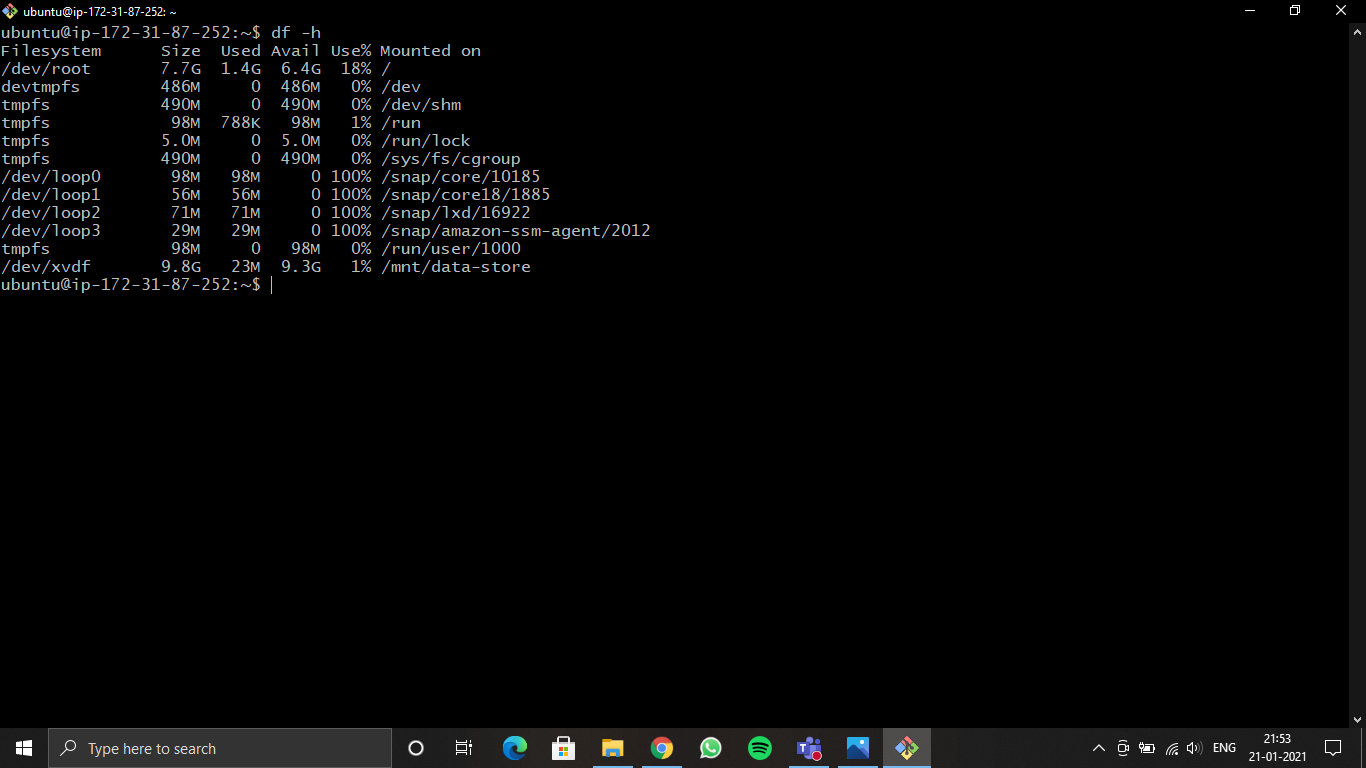 ubuntu@ip-172-31-87-252: ~
ubuntu@ip-172-31-87-252:~$ df -h
Filesystem      Size  Used Avail Use% Mounted on
/dev/root       7.7G  1.4G  6.4G  18% /
devtmpfs        486M     0  486M   0% /dev
tmpfs           490M     0  490M   0% /dev/shm
tmpfs            98M  788K   98M   1% /run
tmpfs           5.0M     0  5.0M   0% /run/lock
tmpfs           490M     0  490M   0% /sys/fs/cgroup
/dev/loop0       98M   98M     0 100% /snap/core/10185
/dev/loop1       56M   56M     0 100% /snap/core18/1885
/dev/loop2       71M   71M     0 100% /snap/lxd/16922
/dev/loop3       29M   29M     0 100% /snap/amazon-ssm-agent/2012
tmpfs            98M     0   98M   0% /run/user/1000
/dev/xvdf       9.8G   23M  9.3G   1% /mnt/data-store
ubuntu@ip-172-31-87-252:~$
Type here to search
ENG
21:53
21-01-2021